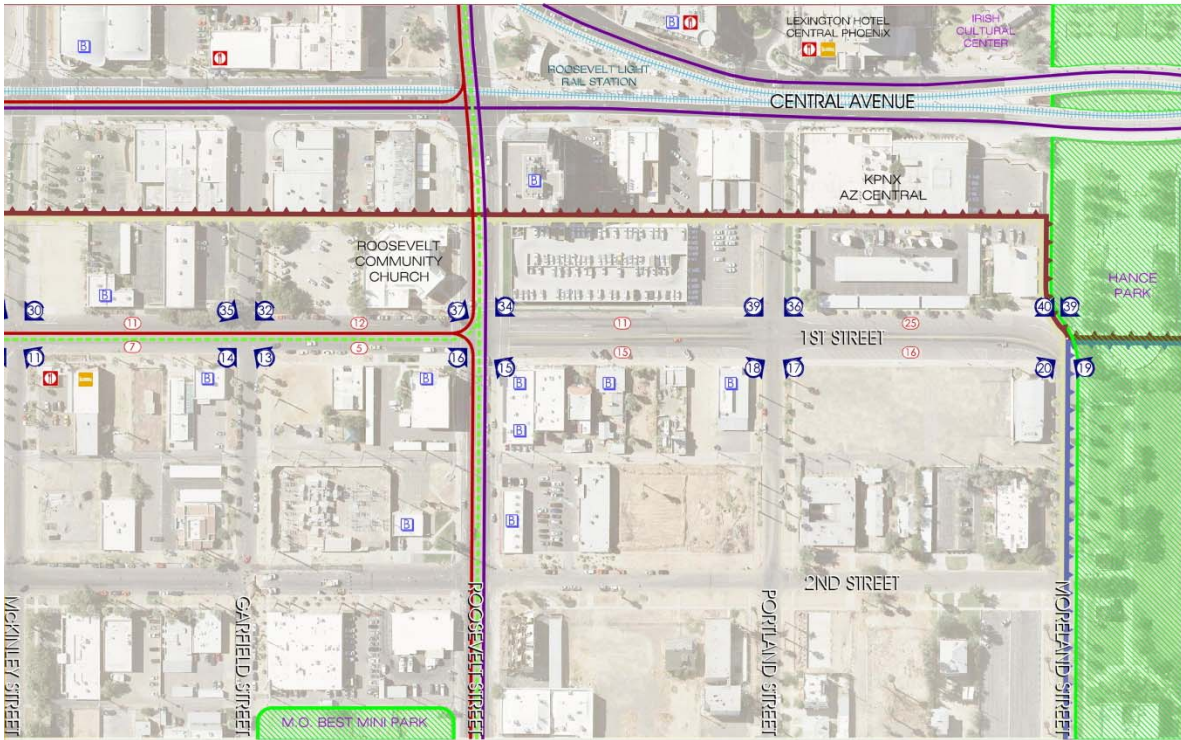 B
B
LEXINGTON HOTEL
CENTRAL PHOENIX
IRISH
CULTURAL
CENTER
ROOSEVELT LIGHT
RAIL STATION
CENTRAL AVENUE
B
KPNX
AZ CENTRAL
ROOSEVELT
COMMUNITY
CHURCH
HANCE
PARK
B
30
35
32
37
34
39
36
40
39
11
12
11
25
1ST STREET
7
5
15
16
11
14
13
16
15
18
17
20
19
B
B
B
B
B
B
B
B
2ND STREET
McKINLEY STREET
GARFIELD STREET
ROOSEVELT STREET
PORTLAND STREET
MORELAND STREET
M.O. BEST MINI PARK